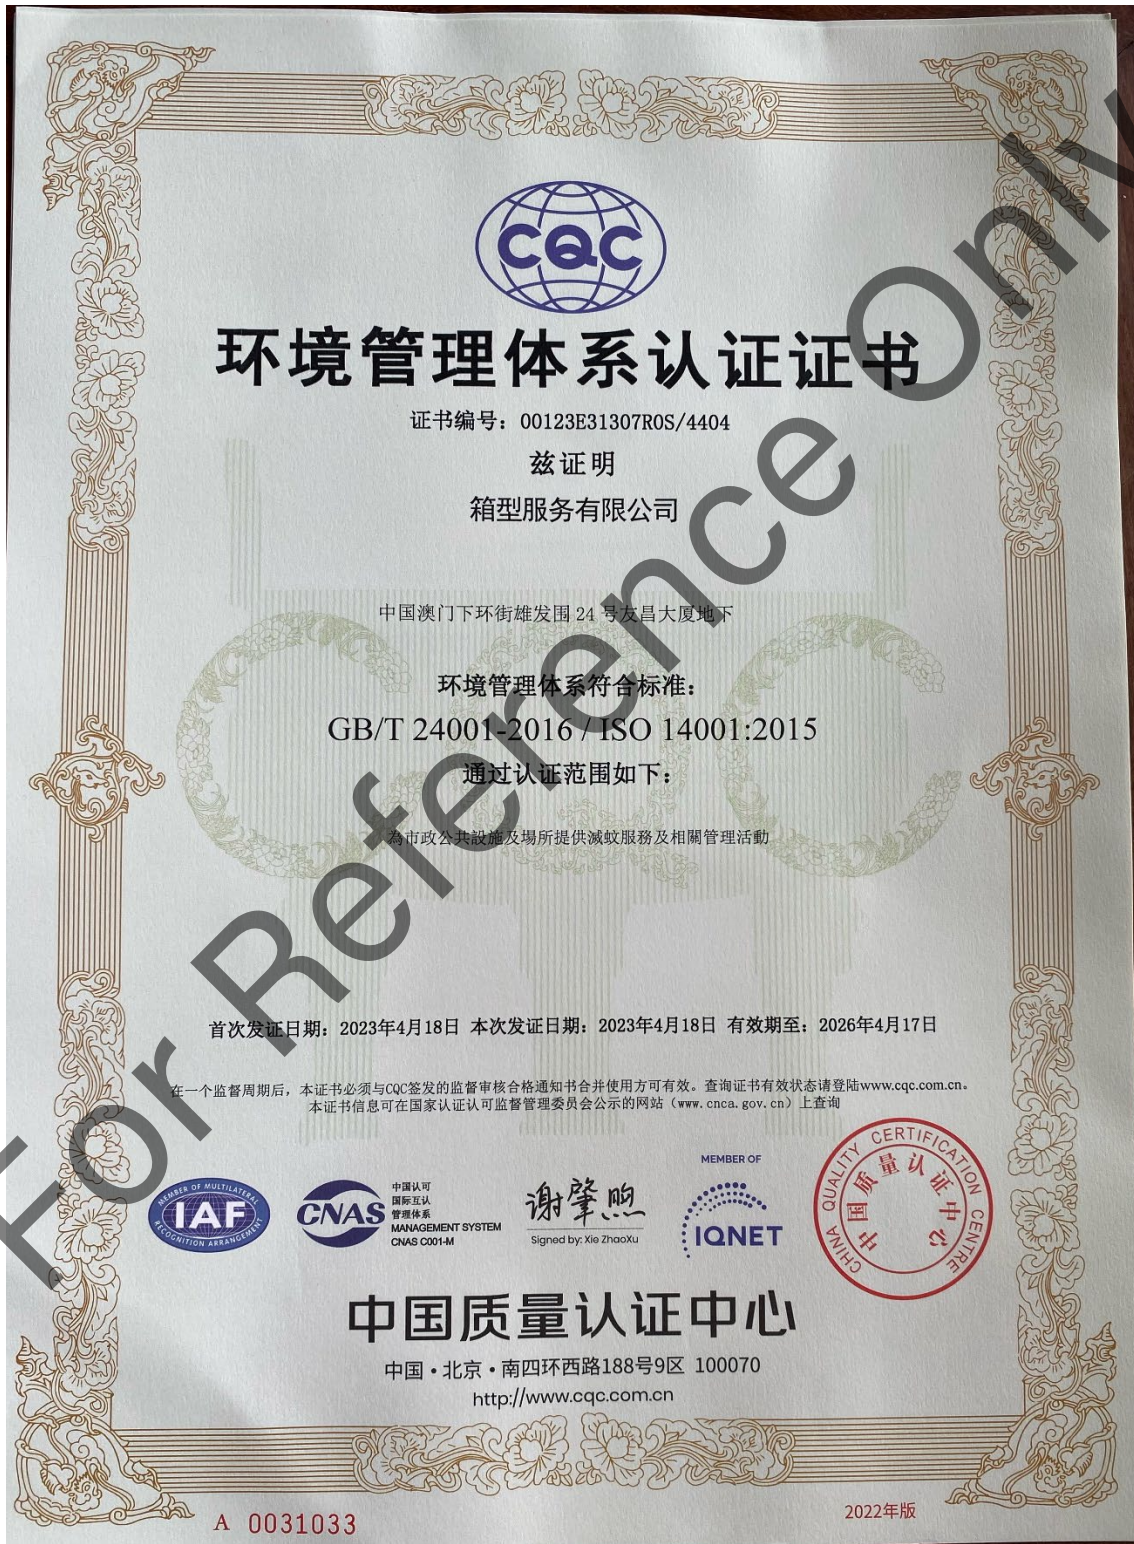 CQC
环境管理体系认证证书
证书编号：00123E31307R0S/4404
兹证明
箱型服务有限公司
中国澳门下环街雄发围 24 号友昌大厦地下
环境管理体系符合标准：
GB/T 24001-2016 / ISO 14001:2015
通过认证范围如下：
為市政公共設施及場所提供滅蚊服務及相關管理活動
首次发证日期：2023年4月18日 本次发证日期：2023年4月18日 有效期至：2026年4月17日
在一个监督周期后，本证书必须与CQC签发的监督审核合格通知书合并使用方可有效。查询证书有效状态请登陆www.cqc.com.cn。
本证书信息可在国家认证认可监督管理委员会公示的网站（www.cnca.gov.cn）上查询
MEMBER OF MULTILATERAL
IAF
RECOGNITION ARRANGEMENT
CNAS
中国认可
国际互认
管理体系
MANAGEMENT SYSTEM
CNAS C001-M
谢肇煦
Signed by: Xie ZhaoXu
MEMBER OF
IQNET
CHINA QUALITY CERTIFICATION CENTRE
中国质量认证中心
中国质量认证中心
中国·北京·南四环西路188号9区 100070
http://www.cqc.com.cn
A 0031033
2022年版
For Reference Only